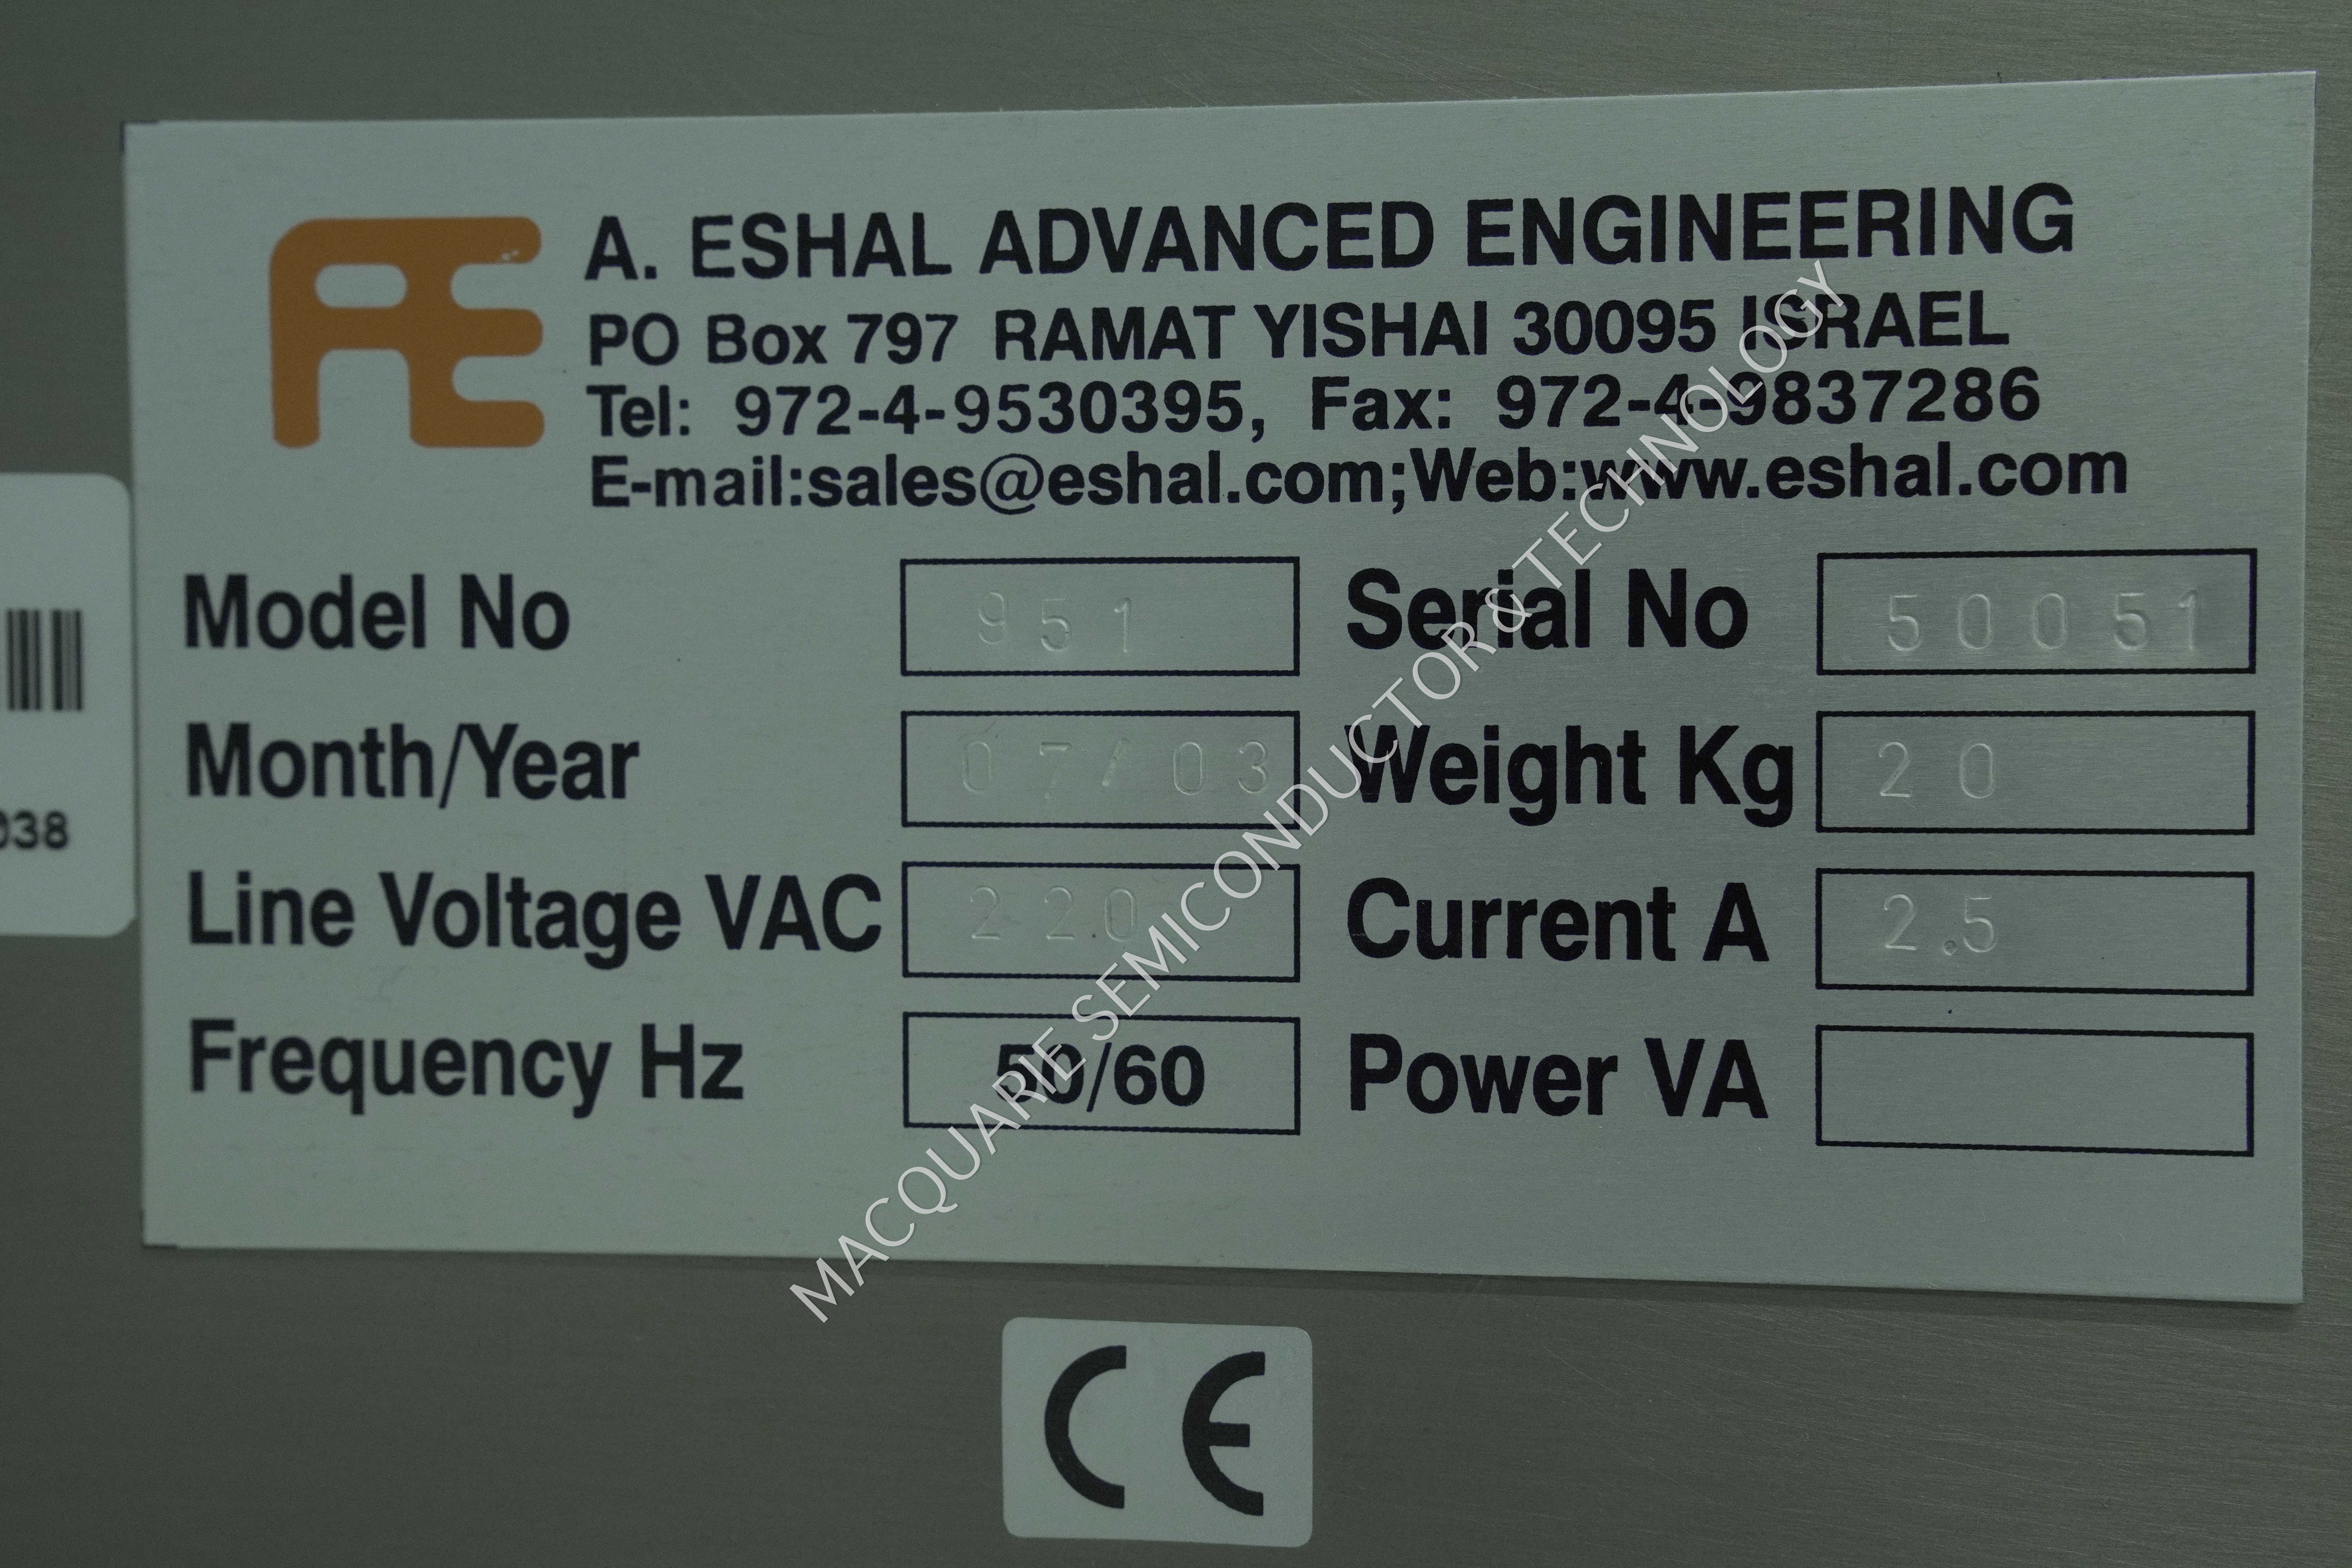 A. ESHAL ADVANCED ENGINEERING
PO Box 797 RAMAT YISHAI 30095 ISRAEL
Tel: 972-4-9530395, Fax: 972-4-9837286
E-mail:sales@eshal.com;Web:www.eshal.com
Model No 951 Serial No 50051
Month/Year 07/03 Weight Kg 20
Line Voltage VAC 220 Current A 2.5
Frequency Hz 50/60 Power VA
038
MACQUARIE SEMICONDUCTOR & TECHNOLOGY
CE